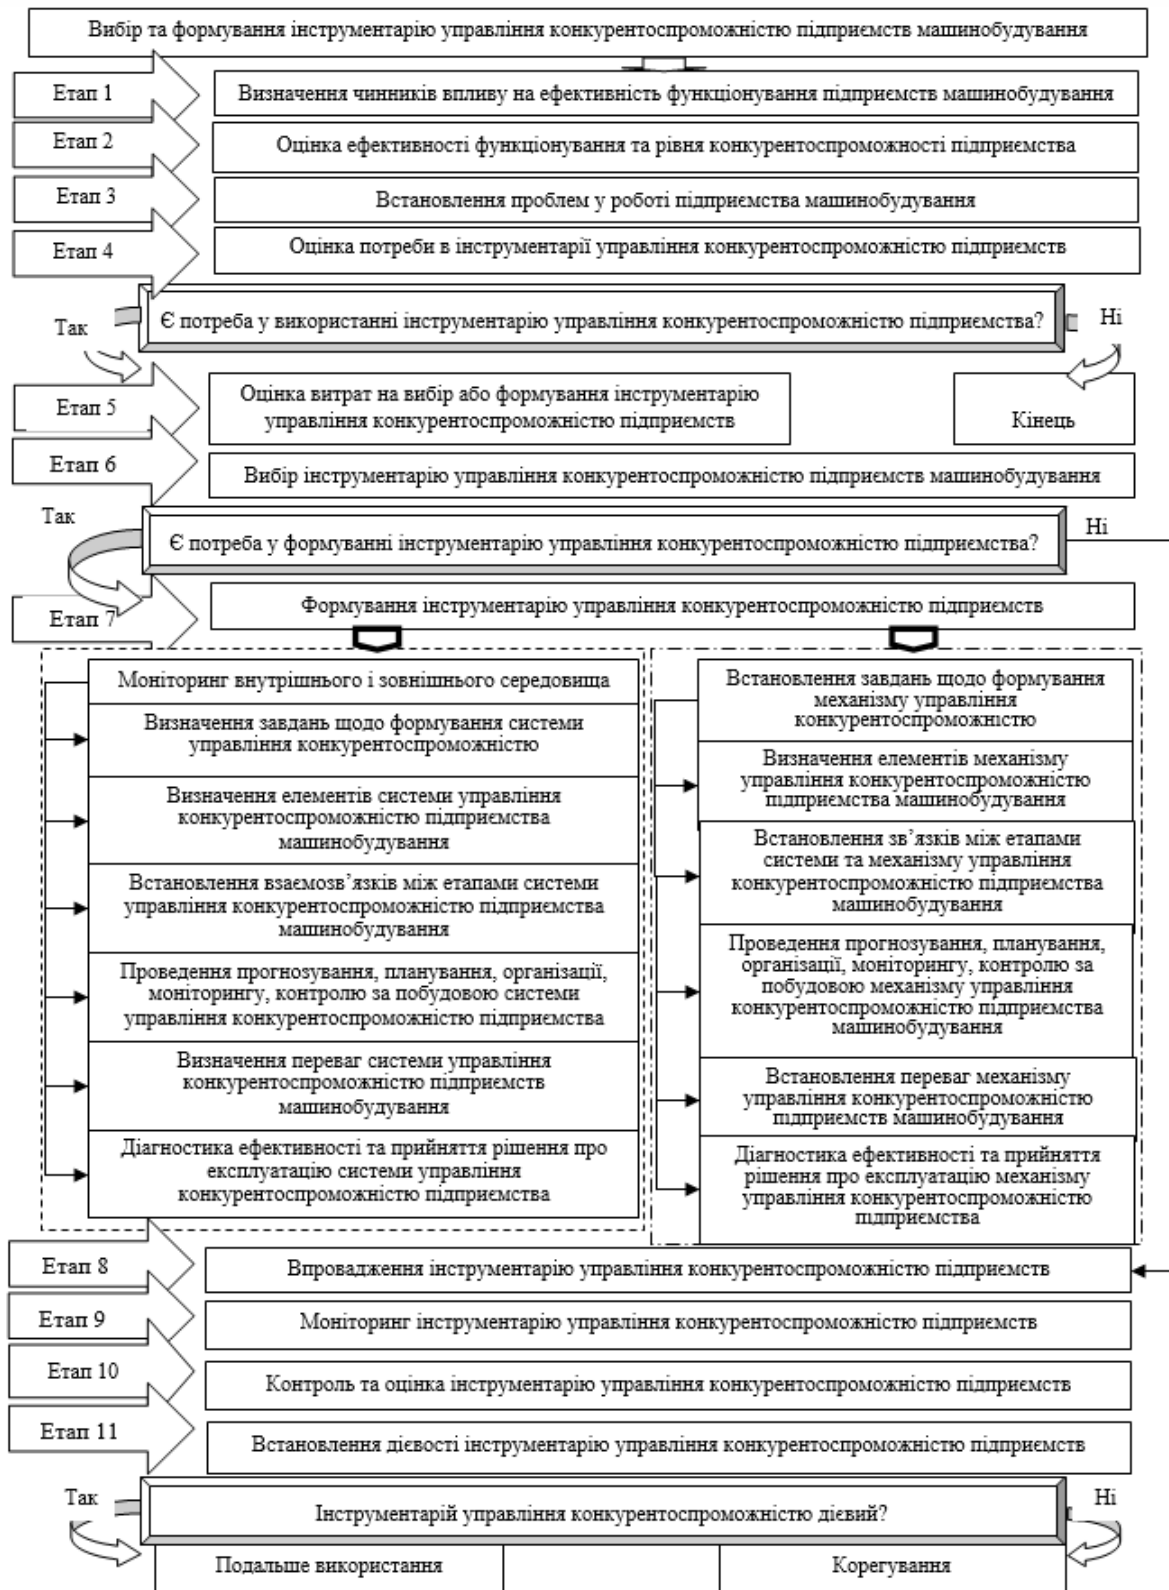 Вибір та формування інструментарію управління конкурентоспроможністю підприємств машинобудування
Етап 1
Визначення чинників впливу на ефективність функціонування підприємств машинобудування
Етап 2
Оцінка ефективності функціонування та рівня конкурентоспроможності підприємства
Етап 3
Встановлення проблем у роботі підприємства машинобудування
Етап 4
Оцінка потреби в інструментарії управління конкурентоспроможністю підприємств
Є потреба у використанні інструментарію управління конкурентоспроможністю підприємства?
Так
Ні
Етап 5
Оцінка витрат на вибір або формування інструментарію
управління конкурентоспроможністю підприємств
Кінець
Етап 6
Вибір інструментарію управління конкурентоспроможністю підприємств машинобудування
Так
Є потреба у формуванні інструментарію управління конкурентоспроможністю підприємства?
Ні
Етап 7
Формування інструментарію управління конкурентоспроможністю підприємств
Моніторинг внутрішнього і зовнішнього середовища
Визначення завдань щодо формування системи
управління конкурентоспроможністю
Визначення елементів системи управління
конкурентоспроможністю підприємства
машинобудування
Встановлення взаємозв’язків між етапами системи
управління конкурентоспроможністю підприємства
машинобудування
Проведення прогнозування, планування, організації,
моніторингу, контролю за побудовою системи
управління конкурентоспроможністю підприємства
Визначення переваг системи управління
конкурентоспроможністю підприємств
машинобудування
Діагностика ефективності та прийняття рішення про
експлуатацію системи управління
конкурентоспроможністю підприємства
Встановлення завдань щодо формування
механізму управління
конкурентоспроможністю
Визначення елементів механізму
управління конкурентоспроможністю
підприємства машинобудування
Встановлення зв’язків між етапами
системи та механізму управління
конкурентоспроможністю підприємства
машинобудування
Проведення прогнозування, планування,
організації, моніторингу, контролю за
побудовою механізму управління
конкурентоспроможністю підприємства
машинобудування
Встановлення переваг механізму
управління конкурентоспроможністю
підприємств машинобудування
Діагностика ефективності та прийняття
рішення про експлуатацію механізму
управління конкурентоспроможністю
підприємства
Етап 8
Впровадження інструментарію управління конкурентоспроможністю підприємств
Етап 9
Моніторинг інструментарію управління конкурентоспроможністю підприємств
Етап 10
Контроль та оцінка інструментарію управління конкурентоспроможністю підприємств
Етап 11
Встановлення дієвості інструментарію управління конкурентоспроможністю підприємств
Так
Інструментарій управління конкурентоспроможністю дієвий?
Ні
Подальше використання
Корегування